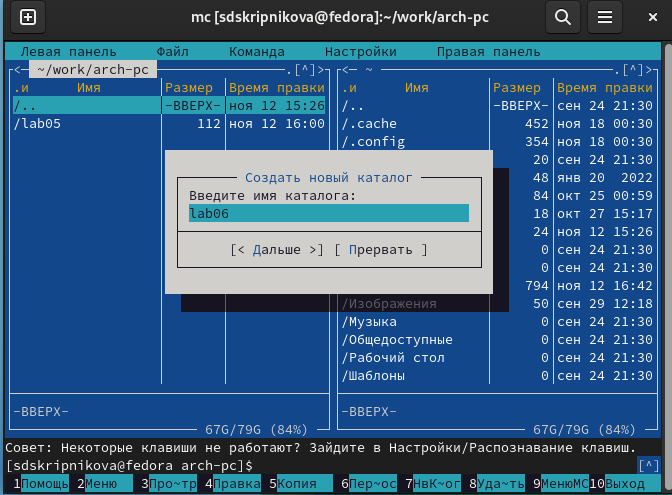 mc [sdskripnikova@fedora]:~/work/arch-pc
Левая панель Файл Команда Настройки Правая панель
<─ ~/work/arch-pc ─.[^]>
.и Имя Размер Время правки
/.. -ВВЕРХ- ноя 12 15:26
/lab05 112 ноя 12 16:00
-ВВЕРХ-
67G/79G (84%)
<─ ~ ─.[^]>
.и Имя Размер Время правки
/.. -ВВЕРХ- сен 24 21:30
/.cache 452 ноя 18 00:30
/.config 354 ноя 18 00:30
20 сен 24 21:30
48 янв 20 2022
84 окт 25 00:59
18 окт 27 15:17
24 ноя 12 15:26
0 сен 24 21:30
0 сен 24 21:30
794 ноя 12 16:42
/Изображения 50 сен 29 12:18
/Музыка 0 сен 24 21:30
/Общедоступные 0 сен 24 21:30
/Рабочий стол 0 сен 24 21:30
/Шаблоны 0 сен 24 21:30
-ВВЕРХ-
67G/79G (84%)
Создать новый каталог
Введите имя каталога:
lab06
[< Дальше >] [ Прервать ]
Совет: Некоторые клавиши не работают? Зайдите в Настройки/Распознавание клавиш.
[sdskripnikova@fedora arch-pc]$ [^]
1Помощь 2Меню 3Про~тр 4Правка 5Копия 6Пер~ос 7НвК~ог 8Уда~ть 9МенюМС 10Выход